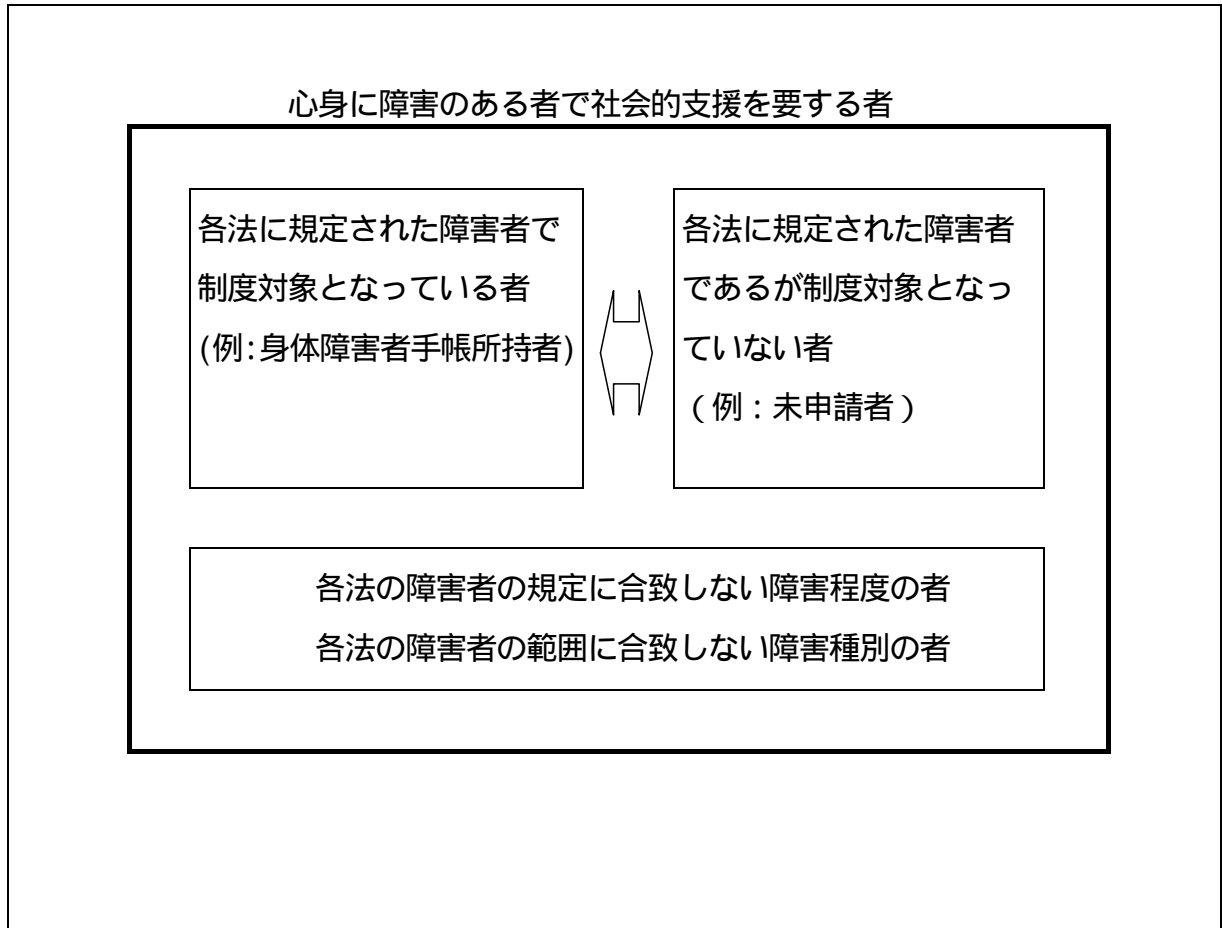 心身に障害のある者で社会的支援を要する者
各法に規定された障害者で
制度対象となっている者
(例:身体障害者手帳所持者)
各法に規定された障害者
であるが制度対象となっ
ていない者
（例：未申請者）
各法の障害者の規定に合致しない障害程度の者
各法の障害者の範囲に合致しない障害種別の者